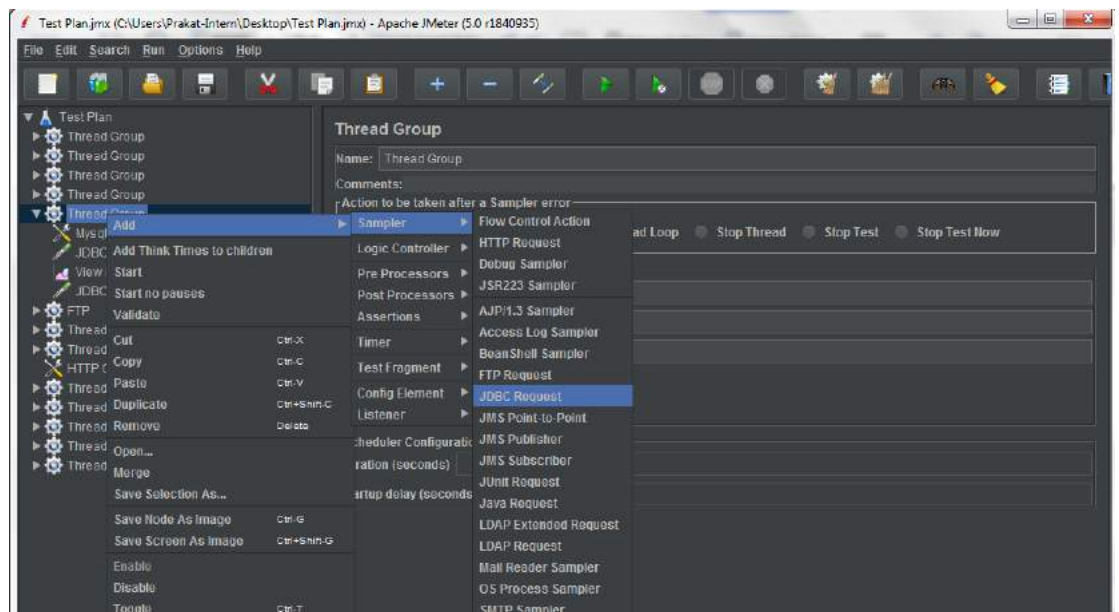 Test Plan.jmx (C:\Users\Prakat-Intern\Desktop\Test Plan.jmx) - Apache JMeter (5.0 r1840935)
File Edit Search Run Options Help
Test Plan
Thread Group
Thread Group
Thread Group
Thread Group
Thread Group
Mysql
JDBC
View
JDBC
FTP
Thread
Thread
HTTP
Thread
Thread
Thread
Thread
Thread
Add
Add Think Times to children
Start
Start no pauses
Validate
Cut Ctrl-X
Copy Ctrl-C
Paste Ctrl-V
Duplicate Ctrl+Shift-C
Remove Delete
Open...
Merge
Save Selection As...
Save Node As Image Ctrl-G
Save Screen As Image Ctrl+Shift-G
Enable
Disable
Toggle Ctrl-T
Sampler
Logic Controller
Pre Processors
Post Processors
Assertions
Timer
Test Fragment
Config Element
Listener
Flow Control Action
HTTP Request
Debug Sampler
JSR223 Sampler
AJP/1.3 Sampler
Access Log Sampler
BeanShell Sampler
FTP Request
JDBC Request
JMS Point-to-Point
JMS Publisher
JMS Subscriber
JUnit Request
Java Request
LDAP Extended Request
LDAP Request
Mail Reader Sampler
OS Process Sampler
SMTP Sampler
Thread Group
Name: Thread Group
Comments:
Action to be taken after a Sampler error
ad Loop Stop Thread Stop Test Stop Test Now
heduler Configuratio
ration (seconds)
artup delay (seconds